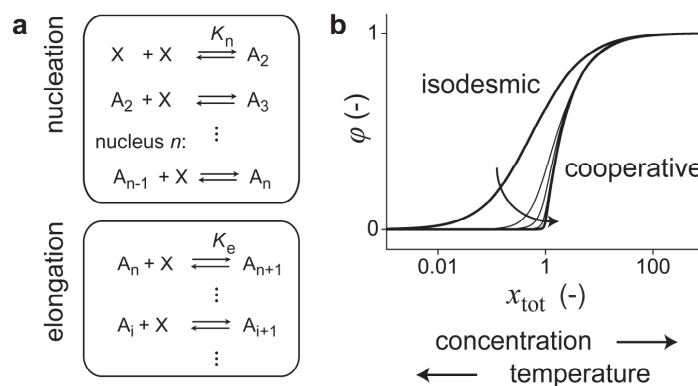 a
nucleation
Kn
X + X ⇌ A2
A2 + X ⇌ A3
⋮
nucleus n:
An-1 + X ⇌ An
elongation
Ke
An + X ⇌ An+1
⋮
Ai + X ⇌ Ai+1
⋮
b
1
isodesmic
φ (-)
cooperative
0
0.01 1 100
xtot (-)
concentration →
← temperature